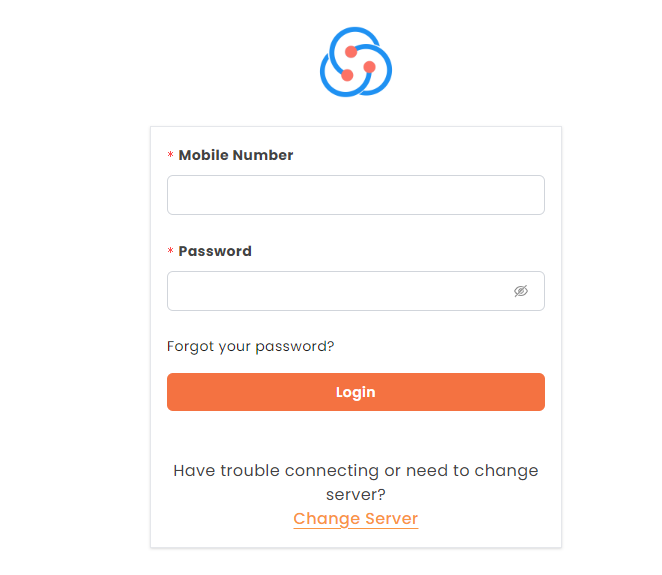 * Mobile Number
* Password
Forgot your password?
Login
Have trouble connecting or need to change
server?
Change Server